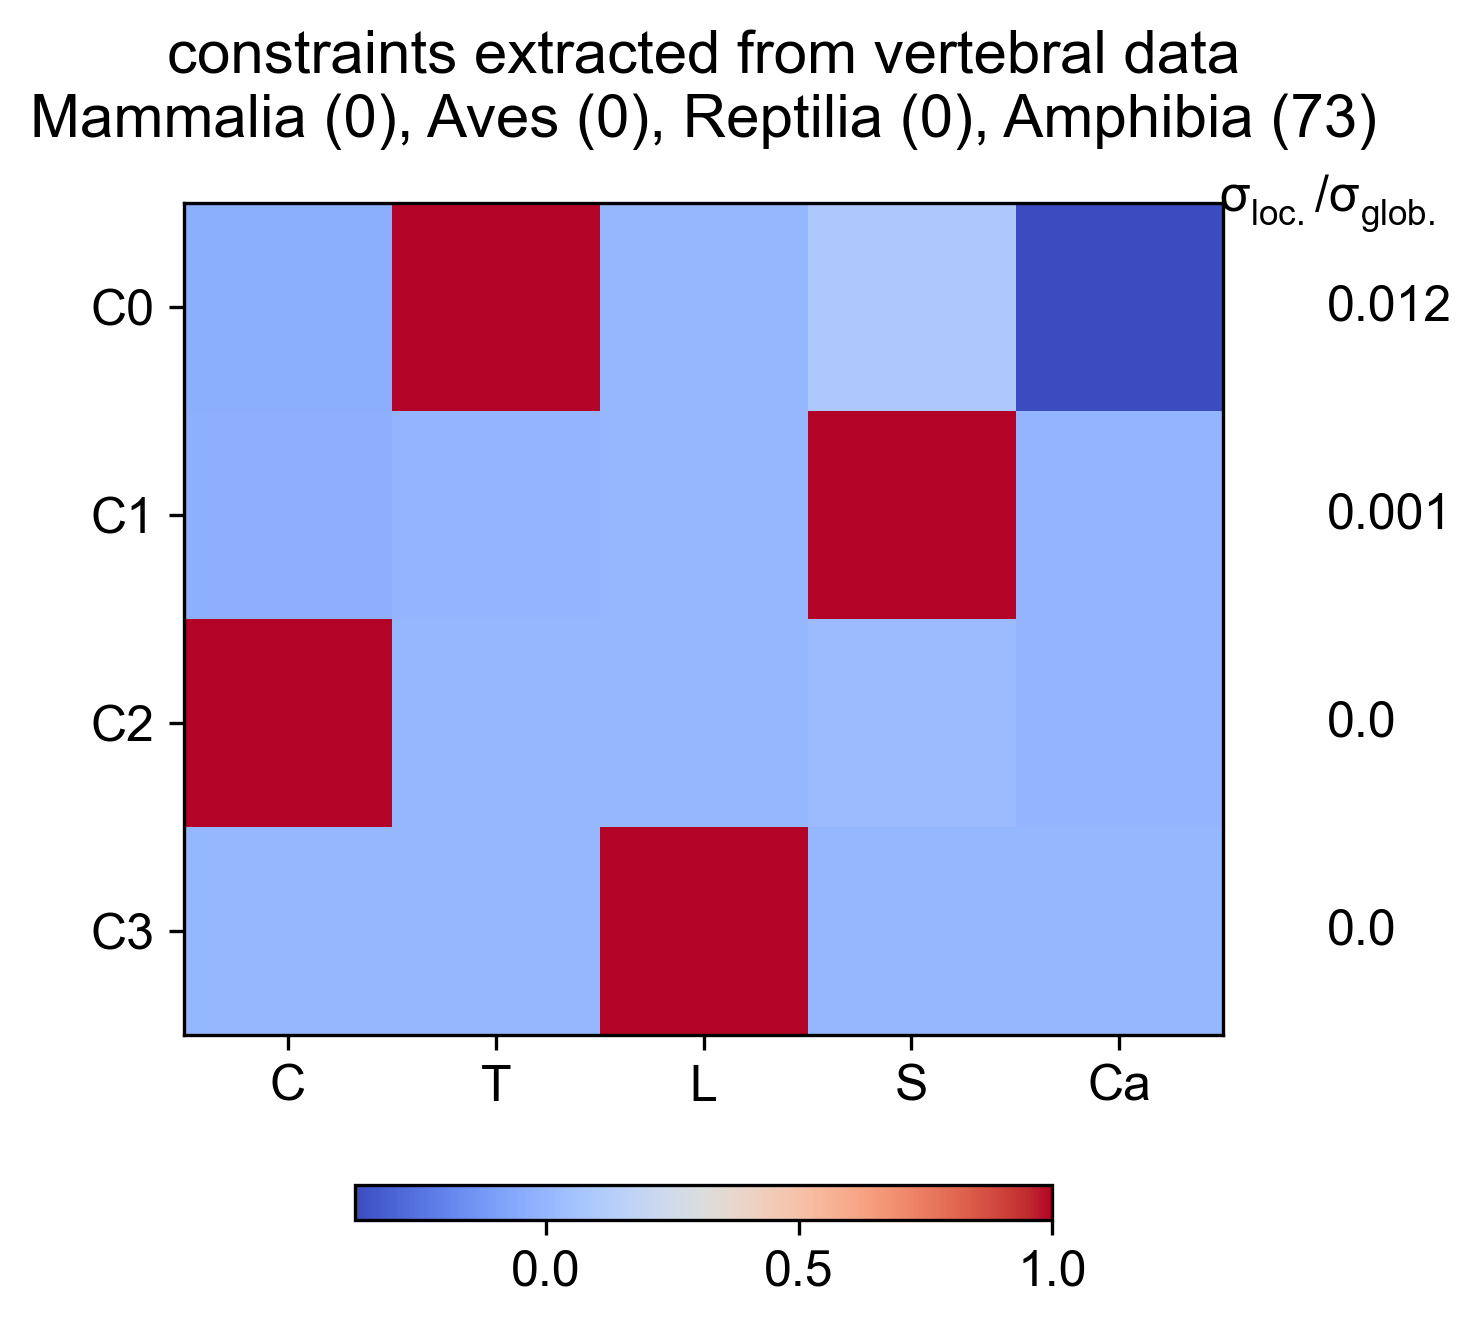 constraints extracted from vertebral data
Mammalia (0), Aves (0), Reptilia (0), Amphibia (73)
σloc. /σglob.
C0 0.012
C1 0.001
C2 0.0
C3 0.0
C T L S Ca
0.0 0.5 1.0